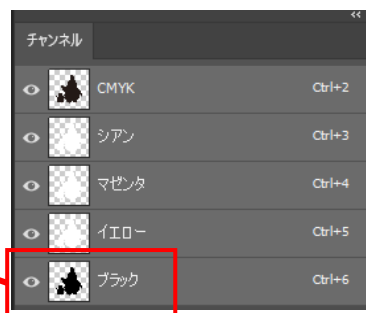 チャンネル
CMYK Ctrl+2
シアン Ctrl+3
マゼンタ Ctrl+4
イエロー Ctrl+5
ブラック Ctrl+6